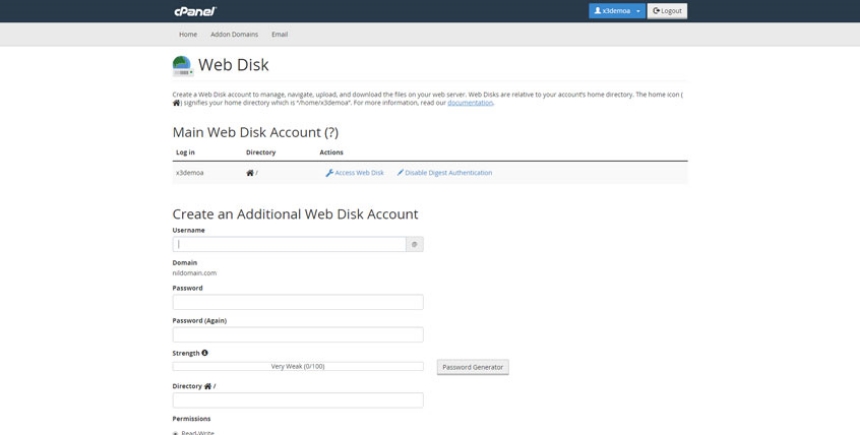 cPanel
x3demoa Logout
Home Addon Domains Email
Web Disk
Create a Web Disk account to manage, navigate, upload, and download the files on your web server. Web Disks are relative to your account's home directory. The home icon (
) signifies your home directory which is "/home/x3demoa". For more information, read our documentation.
Main Web Disk Account (?)
Log in Directory Actions
x3demoa / Access Web Disk Disable Digest Authentication
Create an Additional Web Disk Account
Username
@
Domain
nildomain.com
Password
Password (Again)
Strength
Very Weak (0/100) Password Generator
Directory /
Permissions
Read-Write